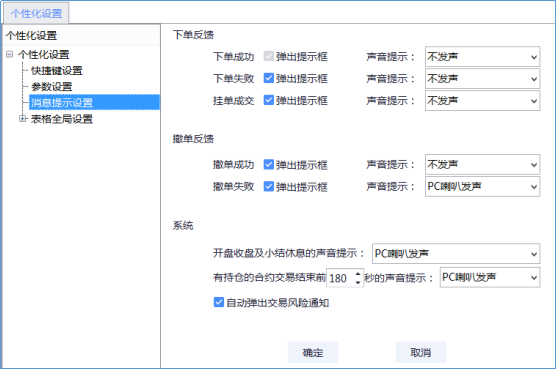 个性化设置
个性化设置
个性化设置
快捷键设置
参数设置
消息提示设置
表格全局设置
下单反馈
下单成功 弹出提示框 声音提示： 不发声
下单失败 弹出提示框 声音提示： 不发声
挂单成交 弹出提示框 声音提示： 不发声
撤单反馈
撤单成功 弹出提示框 声音提示： 不发声
撤单失败 弹出提示框 声音提示： PC喇叭发声
系统
开盘收盘及小结休息的声音提示： PC喇叭发声
有持仓的合约交易结束前 180 秒的声音提示： PC喇叭发声
自动弹出交易风险通知
确定 取消